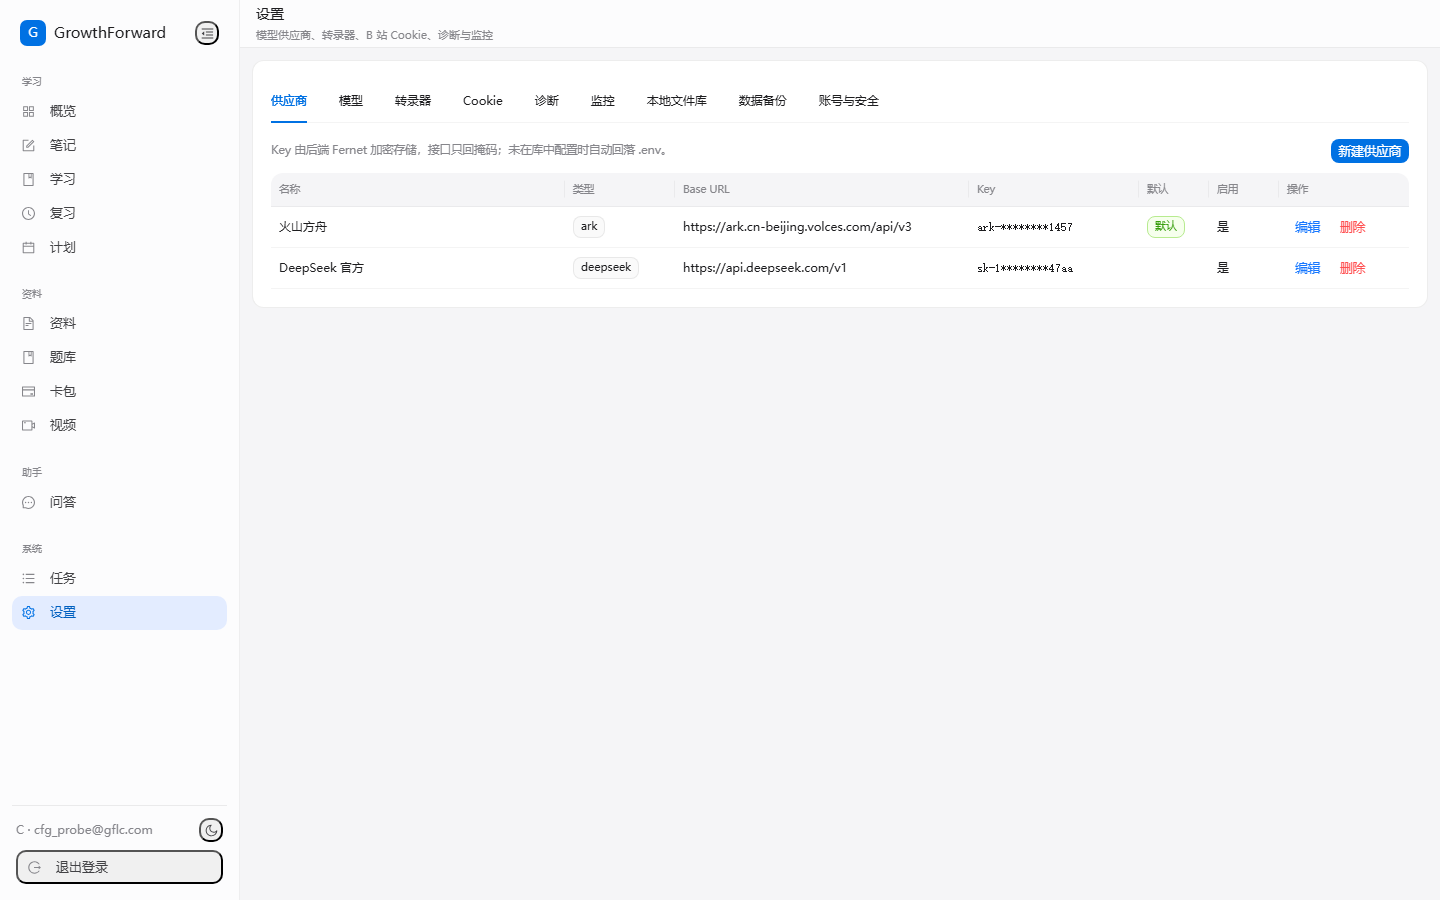 G GrowthForward
学习
概览
笔记
学习
复习
计划
资料
资料
题库
卡包
视频
助手
问答
系统
任务
设置
C · cfg_probe@gflc.com
退出登录
设置
模型供应商、转录器、B 站 Cookie、诊断与监控
供应商 模型 转录器 Cookie 诊断 监控 本地文件库 数据备份 账号与安全
Key 由后端 Fernet 加密存储，接口只回掩码；未在库中配置时自动回落 .env。 新建供应商
名称 类型 Base URL Key 默认 启用 操作
火山方舟 ark https://ark.cn-beijing.volces.com/api/v3 ark-********1457 默认 是 编辑 删除
DeepSeek 官方 deepseek https://api.deepseek.com/v1 sk-1********47aa 是 编辑 删除